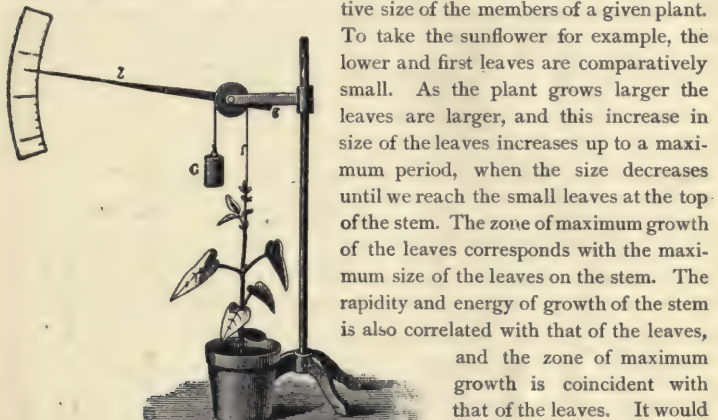 z
g
f
G
tive size of the members of a given plant.
To take the sunflower for example, the
lower and first leaves are comparatively
small. As the plant grows larger the
leaves are larger, and this increase in
size of the leaves increases up to a maxi-
mum period, when the size decreases
until we reach the small leaves at the top
of the stem. The zone of maximum growth
of the leaves corresponds with the maxi-
mum size of the leaves on the stem. The
rapidity and energy of growth of the stem
is also correlated with that of the leaves,
and the zone of maximum
growth is coincident with
that of the leaves. It would